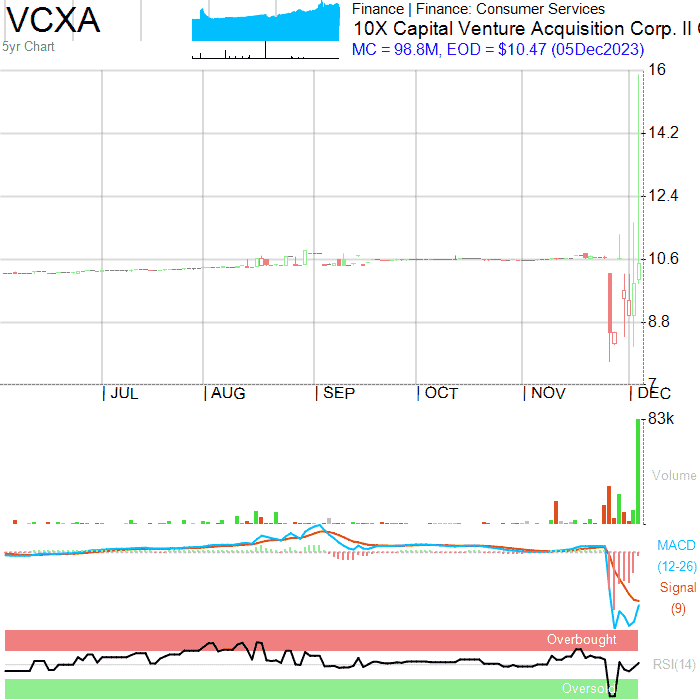 VCXA
5yr Chart
Finance | Finance: Consumer Services
10X Capital Venture Acquisition Corp. II
MC = 98.8M, EOD = $10.47 (05Dec2023)
16
14.2
12.4
10.6
8.8
7
| JUL | AUG | SEP | OCT | NOV | DEC
83k
Volume
MACD
(12-26)
Signal
(9)
Overbought
RSI(14)
Oversold